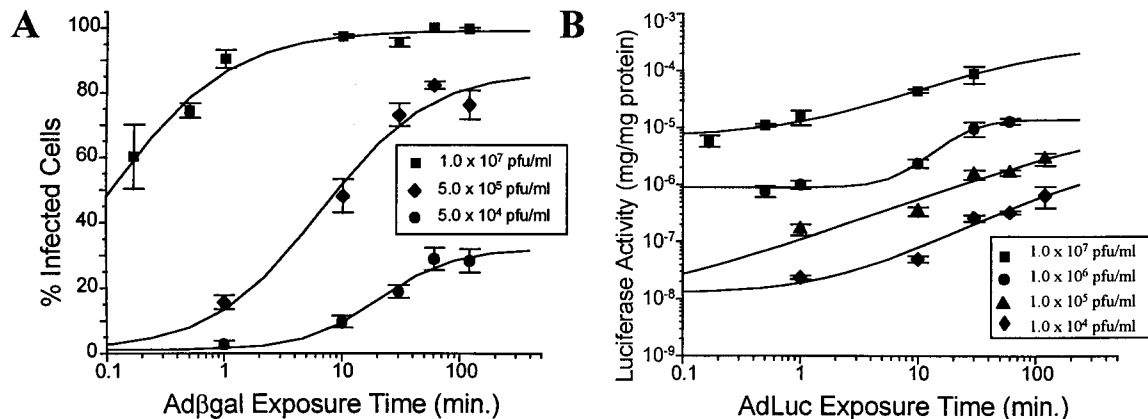 A
% Infected Cells
100
80
60
40
20
0
0.1
1
10
100
Adβgal Exposure Time (min.)
1.0 x 10⁷ pfu/ml
5.0 x 10⁵ pfu/ml
5.0 x 10⁴ pfu/ml
B
Luciferase Activity (mg/mg protein)
10⁻⁴
10⁻⁵
10⁻⁶
10⁻⁷
10⁻⁸
10⁻⁹
0.1
1
10
100
AdLuc Exposure Time (min.)
1.0 x 10⁷ pfu/ml
1.0 x 10⁶ pfu/ml
1.0 x 10⁵ pfu/ml
1.0 x 10⁴ pfu/ml